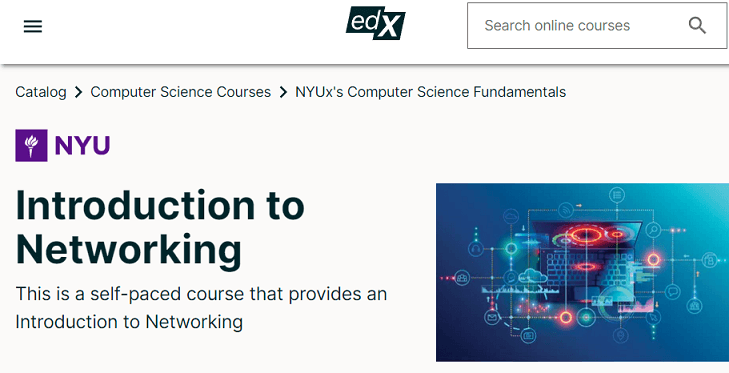 edX
Search online courses
Catalog > Computer Science Courses > NYUx's Computer Science Fundamentals
NYU
Introduction to
Networking
This is a self-paced course that provides an
Introduction to Networking